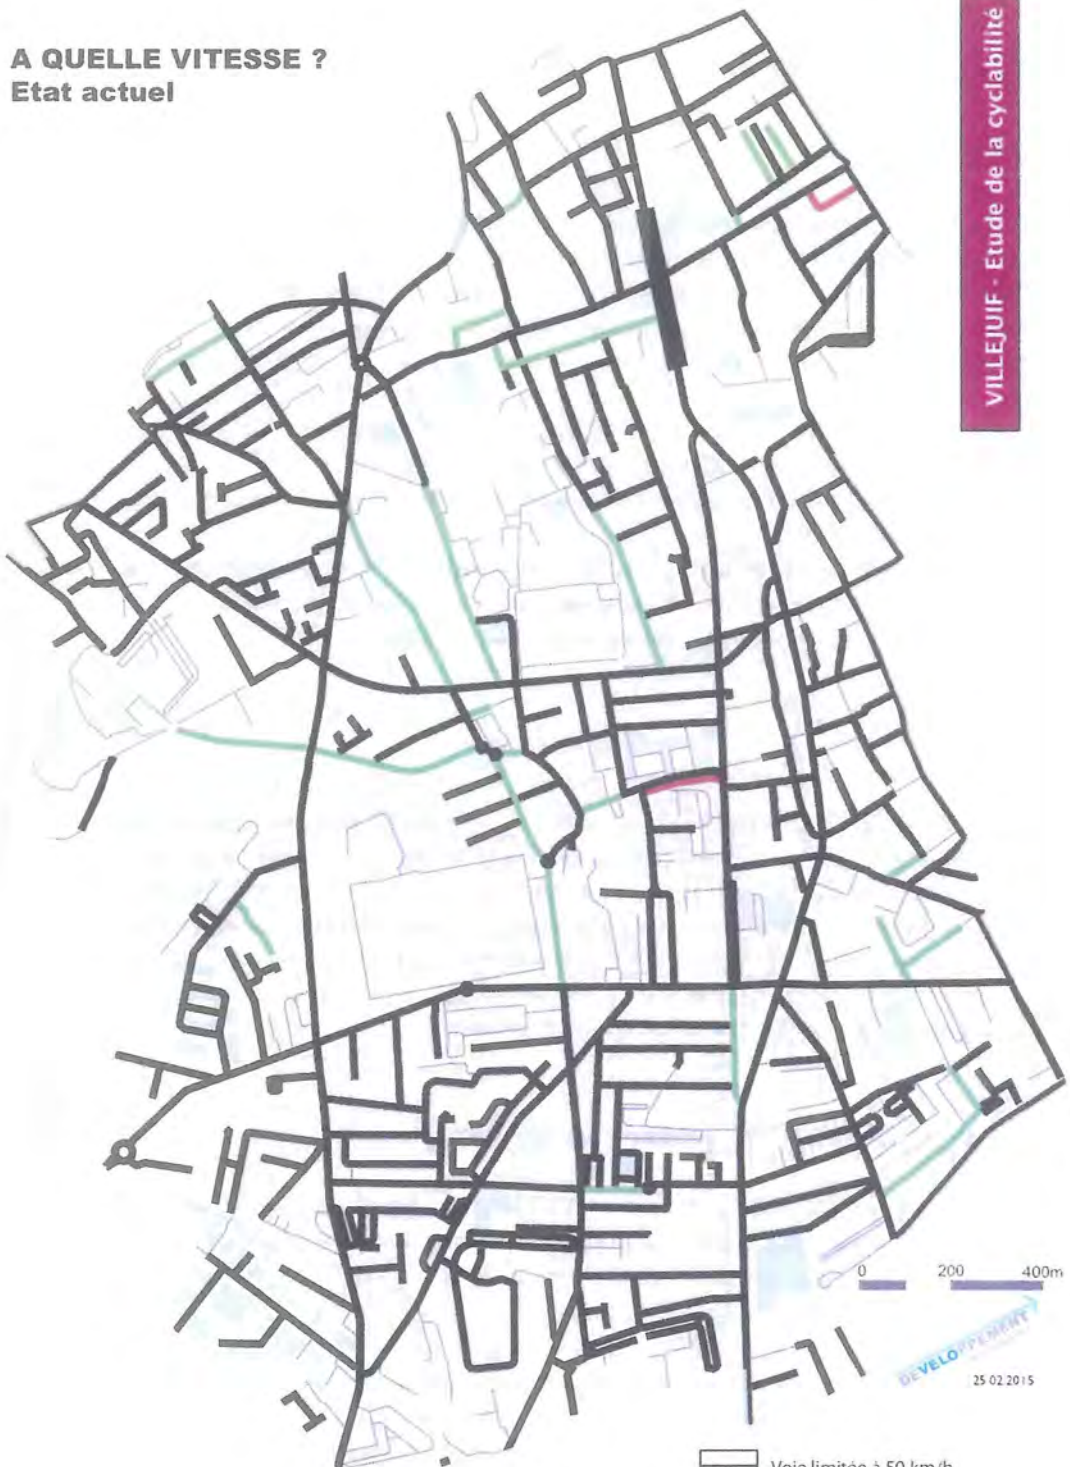 A QUELLE VITESSE ?
Etat actuel
VILLEJUIF - Etude de la cyclabilité
0 200 400m
DEVELOPPEMENT
25 02 2015
Voie limitée à 50 km/h